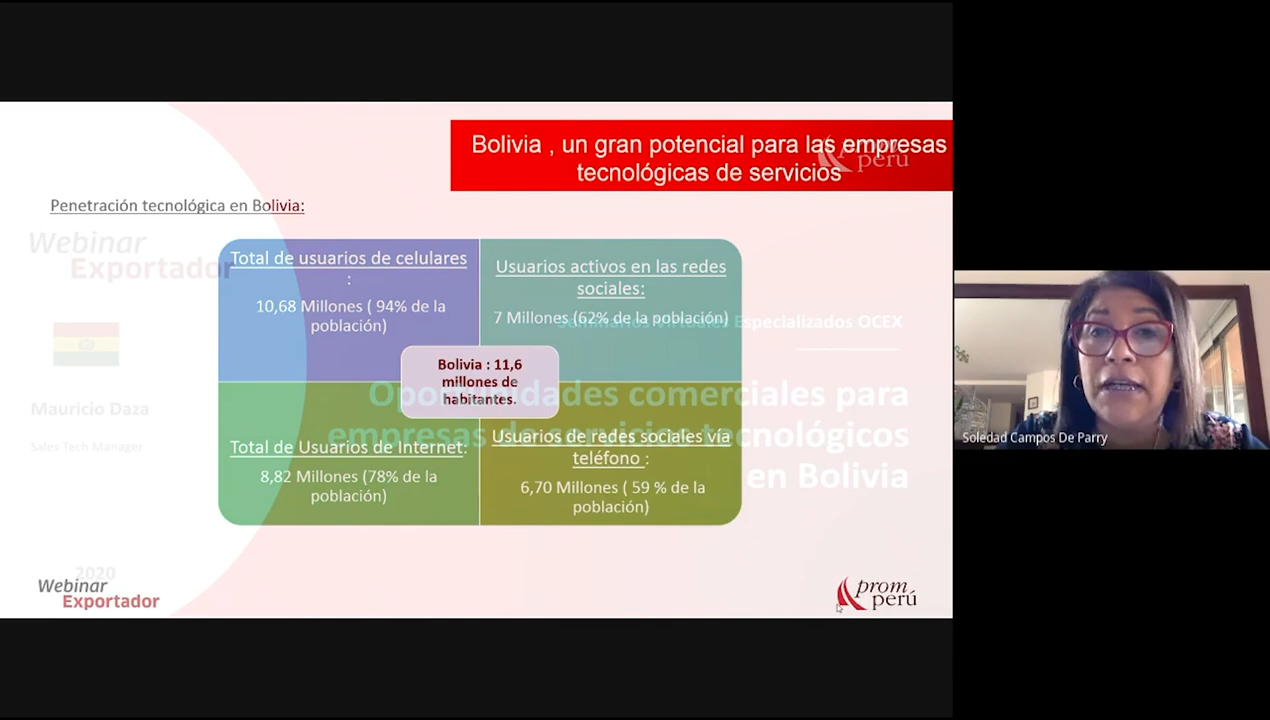 Bolivia , un gran potencial para las empresas
tecnológicas de servicios
prom
perú
Penetración tecnológica en Bolivia:
Webinar
Exportador
Total de usuarios de celulares
:
10,68 Millones ( 94% de la
población)
Usuarios activos en las redes
sociales:
7 Millones (62% de la población)
Seminarios Virtuales Especializados OCEX
Bolivia : 11,6
millones de
habitantes.
Oportunidades comerciales para
empresas de servicios tecnológicos
en Bolivia
Mauricio Daza
Sales Tech Manager
Total de Usuarios de Internet:
8,82 Millones (78% de la
población)
Usuarios de redes sociales vía
teléfono :
6,70 Millones ( 59 % de la
población)
2020
Webinar
Exportador
prom
perú
Soledad Campos De Parry